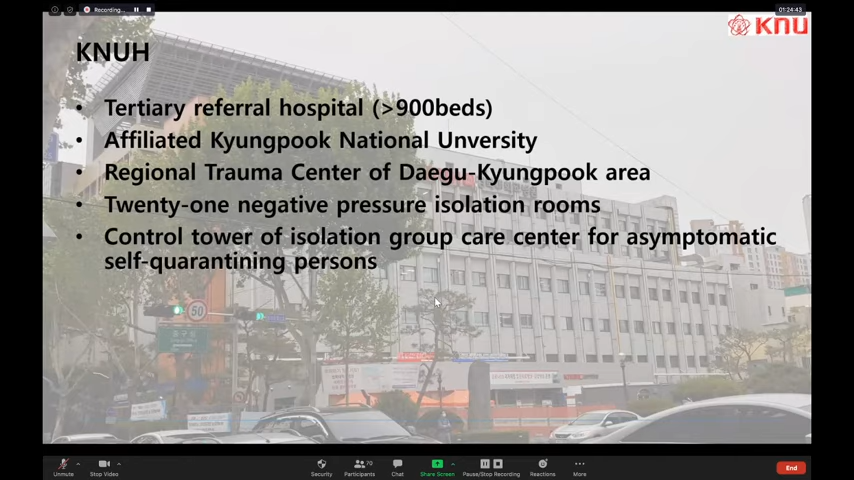 Recording...
01:24:43
KNU
KNUH
• Tertiary referral hospital (>900beds)
• Affiliated Kyungpook National Unversity
• Regional Trauma Center of Daegu-Kyungpook area
• Twenty-one negative pressure isolation rooms
• Control tower of isolation group care center for asymptomatic
self-quarantining persons
50
Unmute
Stop Video
Security
70
Participants
Chat
Share Screen
Pause/Stop Recording
Reactions
More
End